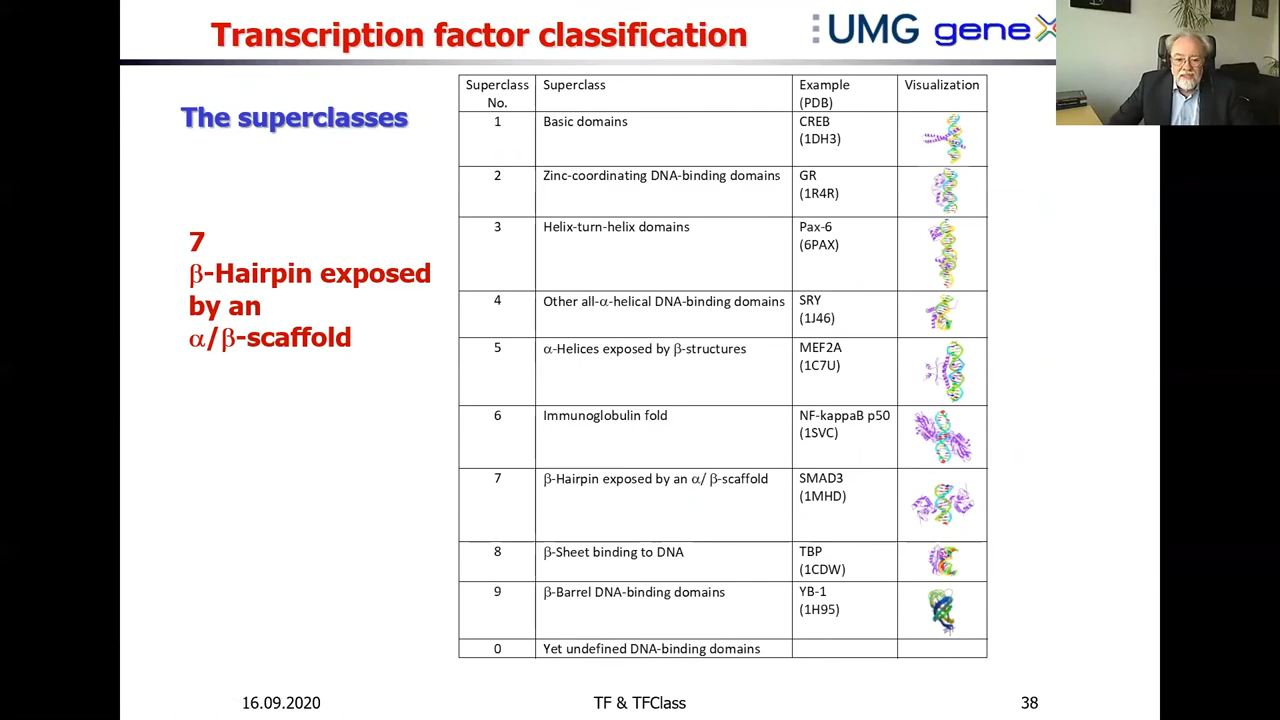 Transcription factor classification
UMG geneX
The superclasses
7
β-Hairpin exposed
by an
α/β-scaffold
Superclass No. Superclass Example (PDB) Visualization
1 Basic domains CREB (1DH3)
2 Zinc-coordinating DNA-binding domains GR (1R4R)
3 Helix-turn-helix domains Pax-6 (6PAX)
4 Other all-α-helical DNA-binding domains SRY (1J46)
5 α-Helices exposed by β-structures MEF2A (1C7U)
6 Immunoglobulin fold NF-kappaB p50 (1SVC)
7 β-Hairpin exposed by an α/ β-scaffold SMAD3 (1MHD)
8 β-Sheet binding to DNA TBP (1CDW)
9 β-Barrel DNA-binding domains YB-1 (1H95)
0 Yet undefined DNA-binding domains
16.09.2020 TF & TFClass 38